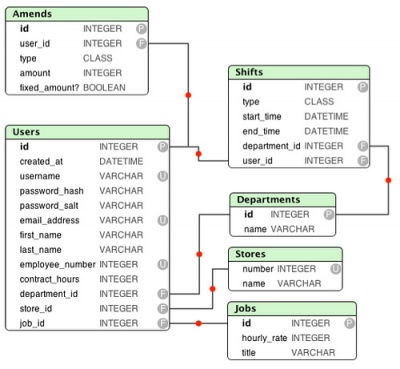 Amends
id INTEGER P
user_id INTEGER F
type CLASS
amount INTEGER
fixed_amount? BOOLEAN
Shifts
id INTEGER P
type CLASS
start_time DATETIME
end_time DATETIME
department_id INTEGER F
user_id INTEGER F
Users
id INTEGER P
created_at DATETIME
username VARCHAR U
password_hash VARCHAR
password_salt VARCHAR
email_address VARCHAR U
first_name VARCHAR
last_name VARCHAR
employee_number INTEGER U
contract_hours INTEGER
department_id INTEGER F
store_id INTEGER F
job_id INTEGER F
Departments
id INTEGER P
name VARCHAR
Stores
number INTEGER U
name VARCHAR
Jobs
id INTEGER P
hourly_rate INTEGER
title VARCHAR